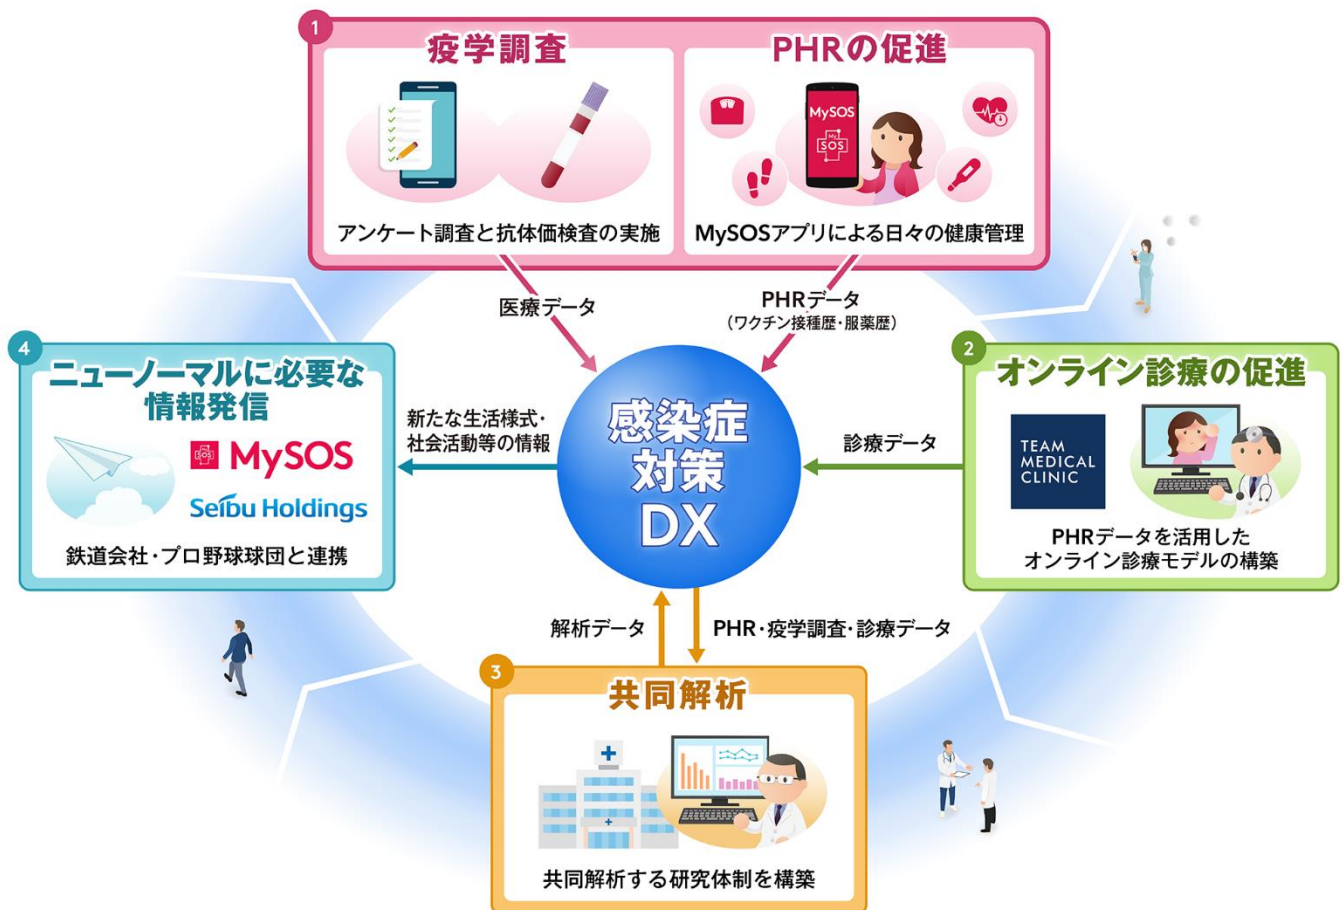 1
疫学調査
アンケート調査と抗体価検査の実施
PHRの促進
MySOS
My
SOS
MySOSアプリによる日々の健康管理
医療データ
PHRデータ
（ワクチン接種歴・服薬歴）
4
ニューノーマルに必要な
情報発信
SOS
MySOS
Seibu Holdings
鉄道会社・プロ野球球団と連携
新たな生活様式・
社会活動等の情報
感染症
対策
DX
診療データ
2
オンライン診療の促進
TEAM
MEDICAL
CLINIC
PHRデータを活用した
オンライン診療モデルの構築
解析データ
PHR・疫学調査・診療データ
3
共同解析
共同解析する研究体制を構築